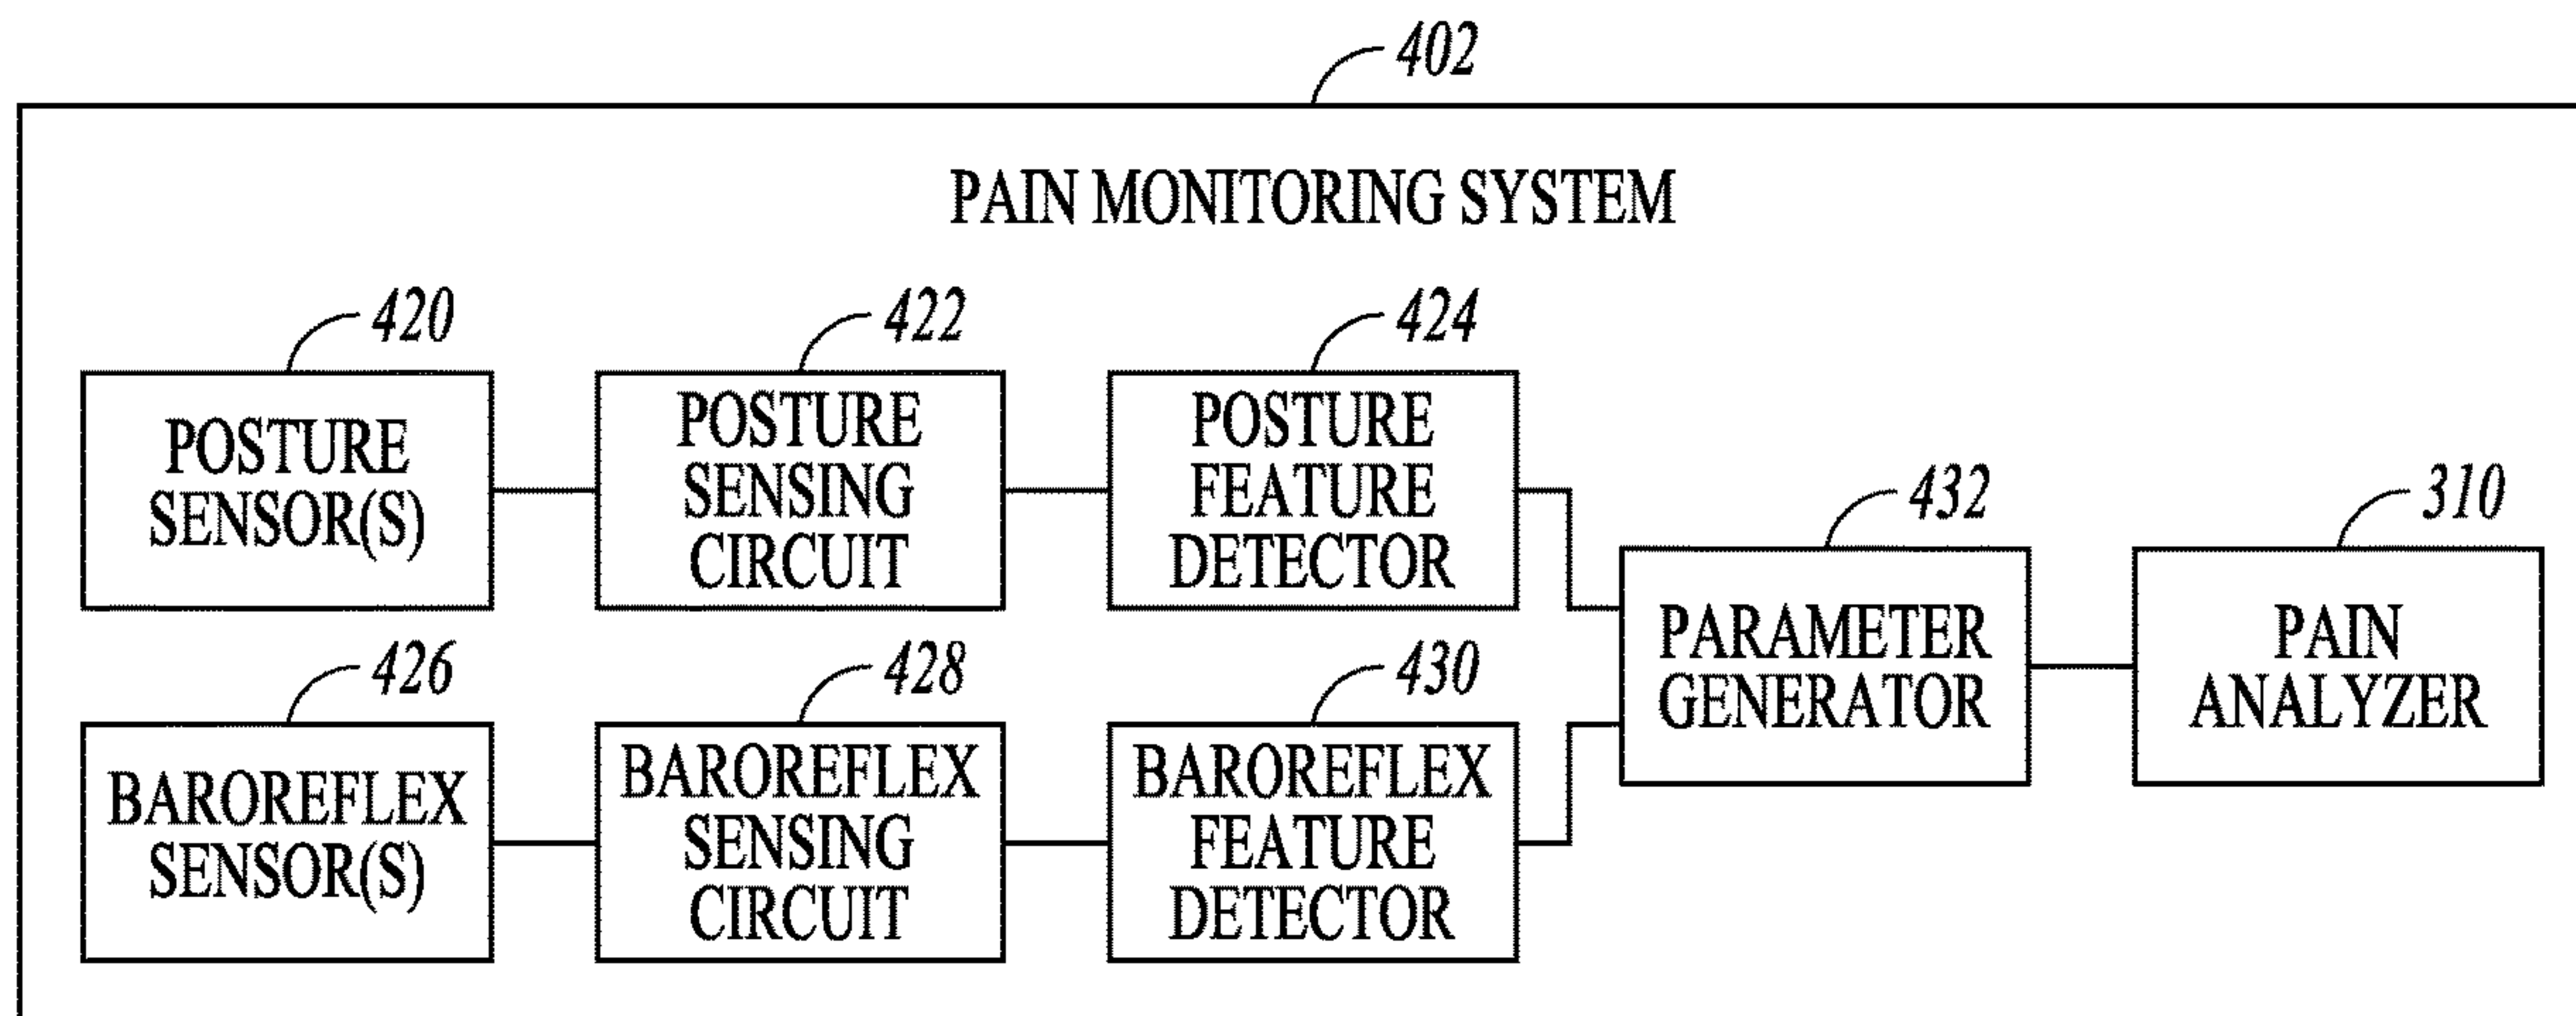 402
PAIN MONITORING SYSTEM
420
422
424
POSTURE
SENSOR(S)
POSTURE
SENSING
CIRCUIT
POSTURE
FEATURE
DETECTOR
432
310
PARAMETER
GENERATOR
PAIN
ANALYZER
426
428
430
BAROREFLEX
SENSOR(S)
BAROREFLEX
SENSING
CIRCUIT
BAROREFLEX
FEATURE
DETECTOR